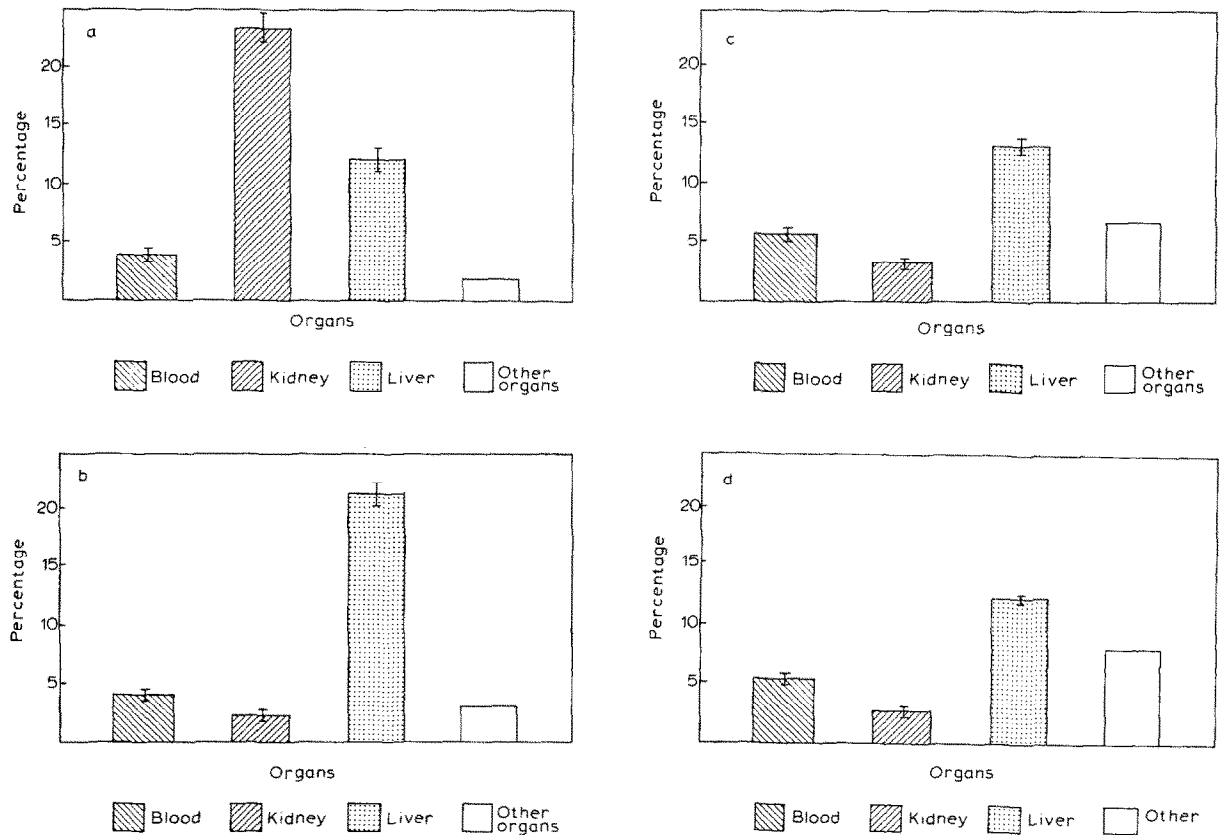 a
20
15
10
5
Percentage
Organs
Blood Kidney Liver Other
organs
c
20
15
10
5
Percentage
Organs
Blood Kidney Liver Other
organs
b
20
15
10
5
Percentage
Organs
Blood Kidney Liver Other
organs
d
20
15
10
5
Percentage
Organs
Blood Kidney Liver Other